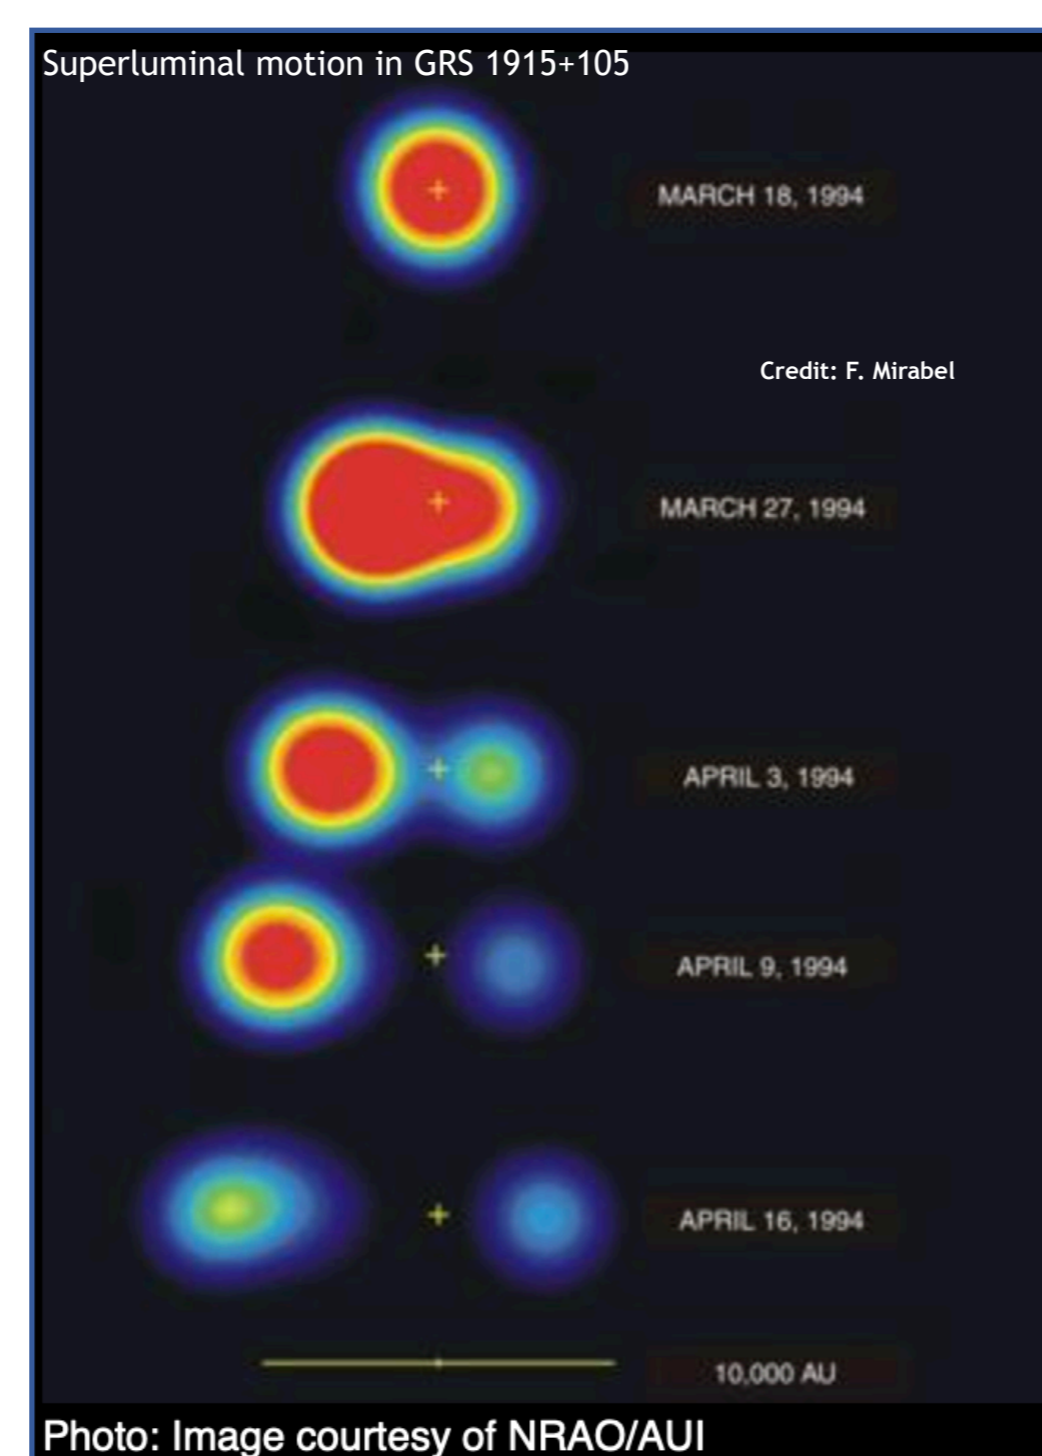 Superluminal motion in GRS 1915+105
MARCH 18, 1994
Credit: F. Mirabel
MARCH 27, 1994
APRIL 3, 1994
APRIL 9, 1994
APRIL 16, 1994
10,000 AU
Photo: Image courtesy of NRAO/AUI